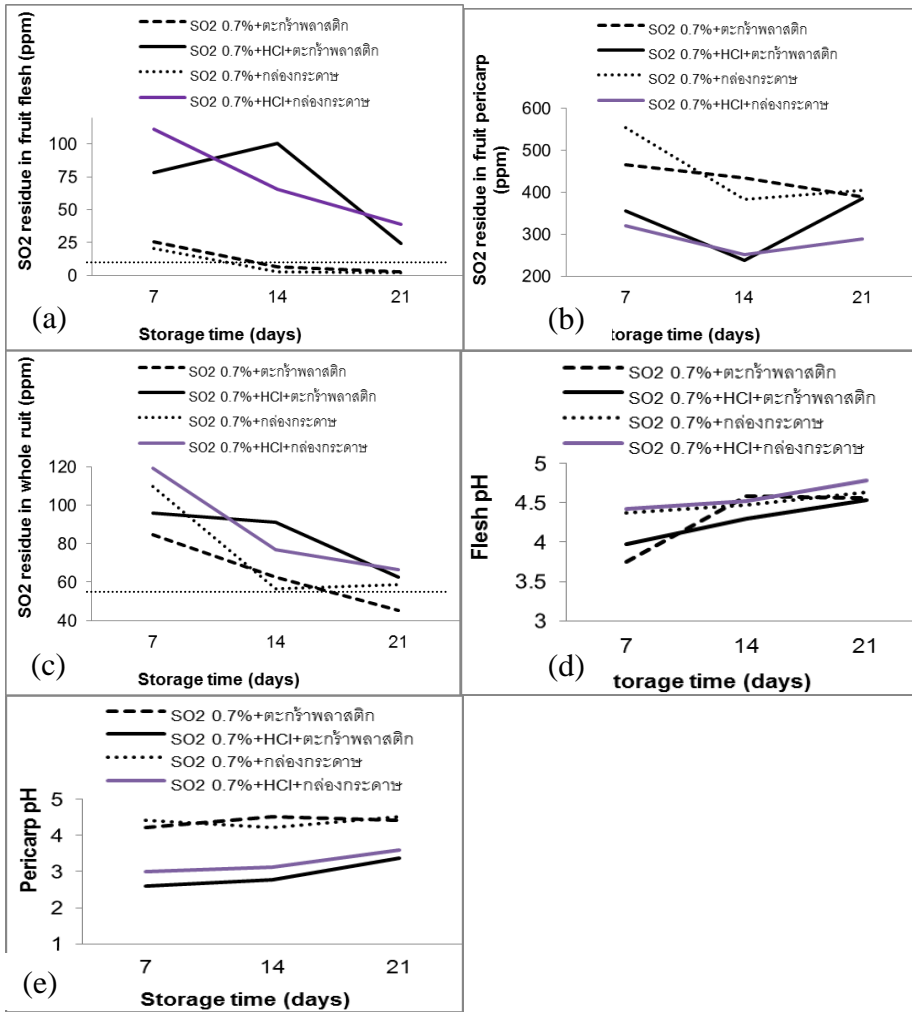 SO2 0.7%+ตะกร้าพลาสติก
SO2 0.7%+HCl+ตะกร้าพลาสติก
SO2 0.7%+กล่องกระดาษ
SO2 0.7%+HCl+กล่องกระดาษ
SO2 residue in fruit flesh (ppm)
100
75
50
25
0
7 14 21
(a)
Storage time (days)
SO2 0.7%+ตะกร้าพลาสติก
SO2 0.7%+HCl+ตะกร้าพลาสติก
SO2 0.7%+กล่องกระดาษ
SO2 0.7%+HCl+กล่องกระดาษ
SO2 residue in fruit pericarp
(ppm)
600
500
400
300
200
7 14 21
(b)
torage time (days)
SO2 0.7%+ตะกร้าพลาสติก
SO2 0.7%+HCl+ตะกร้าพลาสติก
SO2 0.7%+กล่องกระดาษ
SO2 0.7%+HCl+กล่องกระดาษ
SO2 residue in whole ruit (ppm)
120
100
80
60
40
7 14 21
(c)
Storage time (days)
SO2 0.7%+ตะกร้าพลาสติก
SO2 0.7%+HCl+ตะกร้าพลาสติก
SO2 0.7%+กล่องกระดาษ
SO2 0.7%+HCl+กล่องกระดาษ
Flesh pH
5
4.5
4
3.5
3
7 14 21
(d)
torage time (days)
SO2 0.7%+ตะกร้าพลาสติก
SO2 0.7%+HCl+ตะกร้าพลาสติก
SO2 0.7%+กล่องกระดาษ
SO2 0.7%+HCl+กล่องกระดาษ
Pericarp pH
5
4
3
2
1
7 14 21
(e)
Storage time (days)